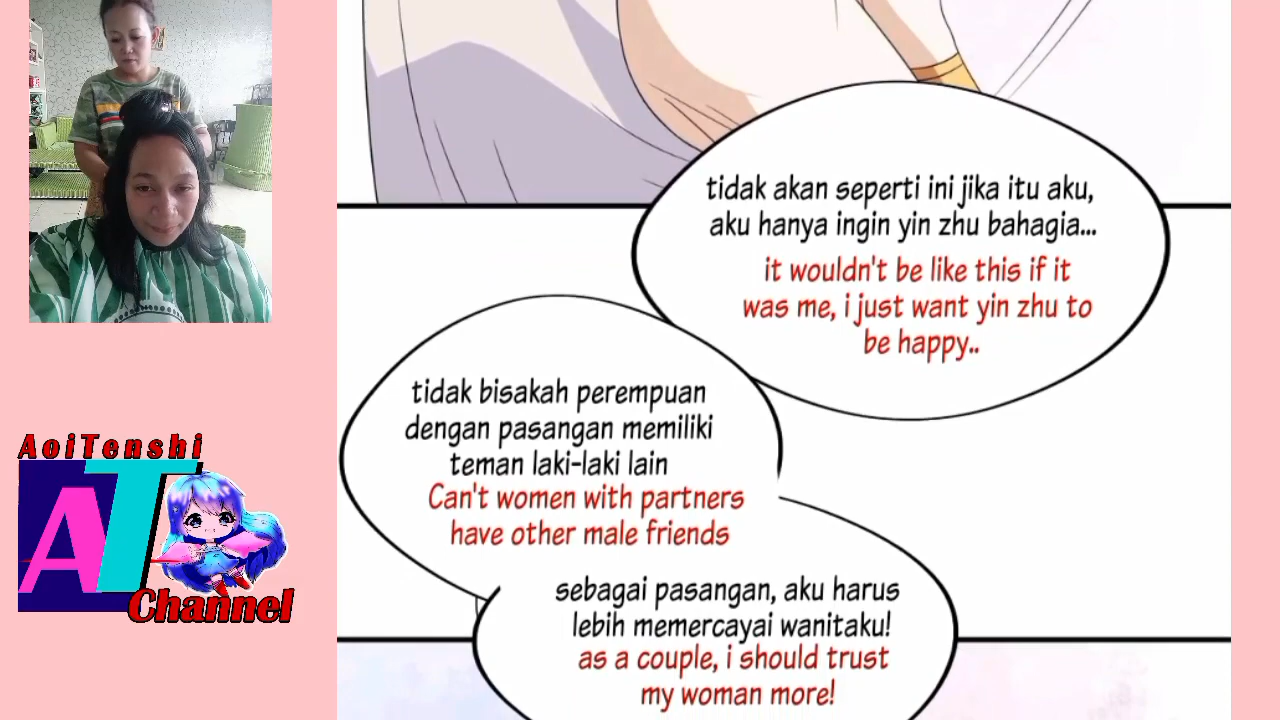 tidak akan seperti ini jika itu aku,
aku hanya ingin yin zhu bahagia...
it wouldn't be like this if it
was me, i just want yin zhu to
be happy..
tidak bisakah perempuan
dengan pasangan memiliki
teman laki-laki lain
Can't women with partners
have other male friends
sebagai pasangan, aku harus
lebih memercayai wanitaku!
as a couple, i should trust
my woman more!
AoiTenshi
AT
Channel